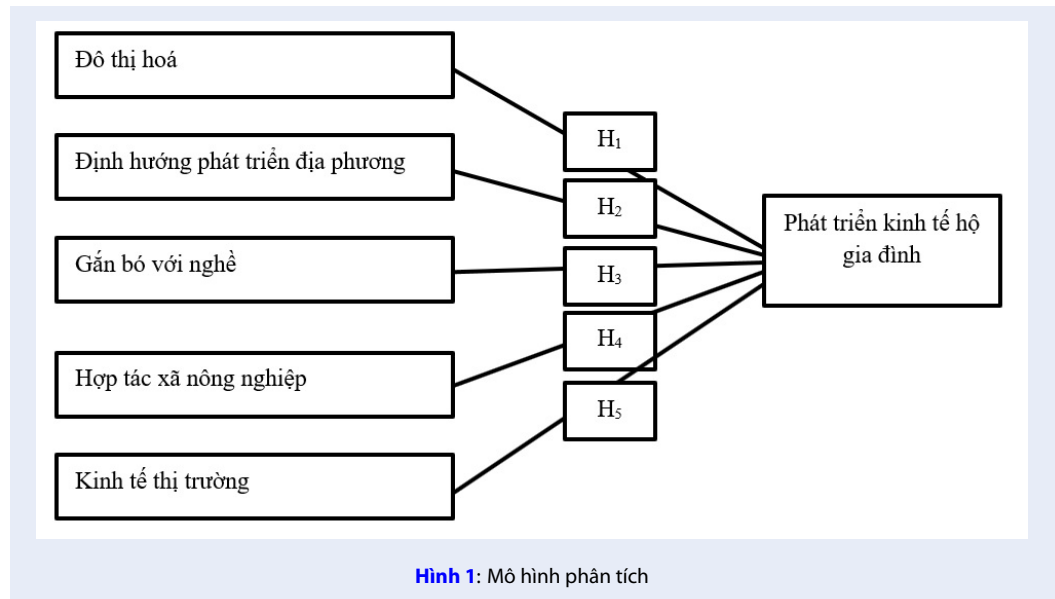 Đô thị hoá
Định hướng phát triển địa phương
Gắn bó với nghề
Hợp tác xã nông nghiệp
Kinh tế thị trường
H₁
H₂
H₃
H₄
H₅
Phát triển kinh tế hộ
gia đình
Hình 1: Mô hình phân tích